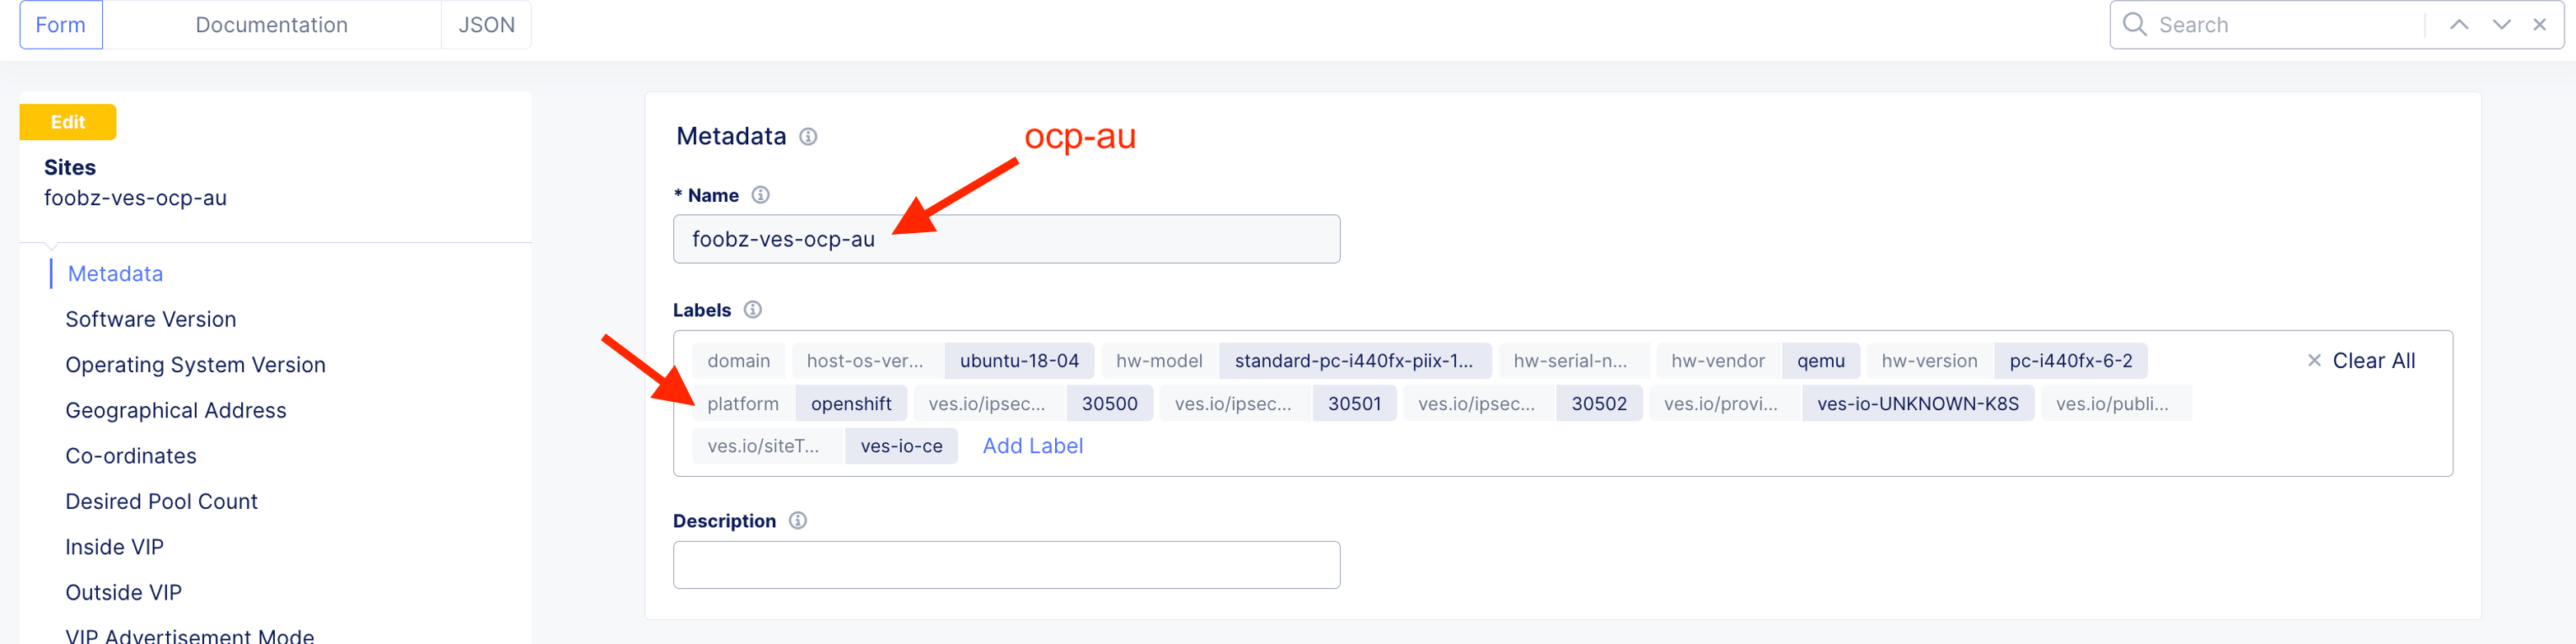 Form Documentation JSON Search
Edit
Sites
foobz-ves-ocp-au
Metadata
Software Version
Operating System Version
Geographical Address
Co-ordinates
Desired Pool Count
Inside VIP
Outside VIP
VIP Advertisement Mode
Metadata
ocp-au
* Name
foobz-ves-ocp-au
Labels
domain host-os-ver... ubuntu-18-04 hw-model standard-pc-i440fx-piix-1... hw-serial-n... hw-vendor qemu hw-version pc-i440fx-6-2 Clear All
platform openshift ves.io/ipsec... 30500 ves.io/ipsec... 30501 ves.io/ipsec... 30502 ves.io/provi... ves-io-UNKNOWN-K8S ves.io/publi...
ves.io/siteT... ves-io-ce Add Label
Description